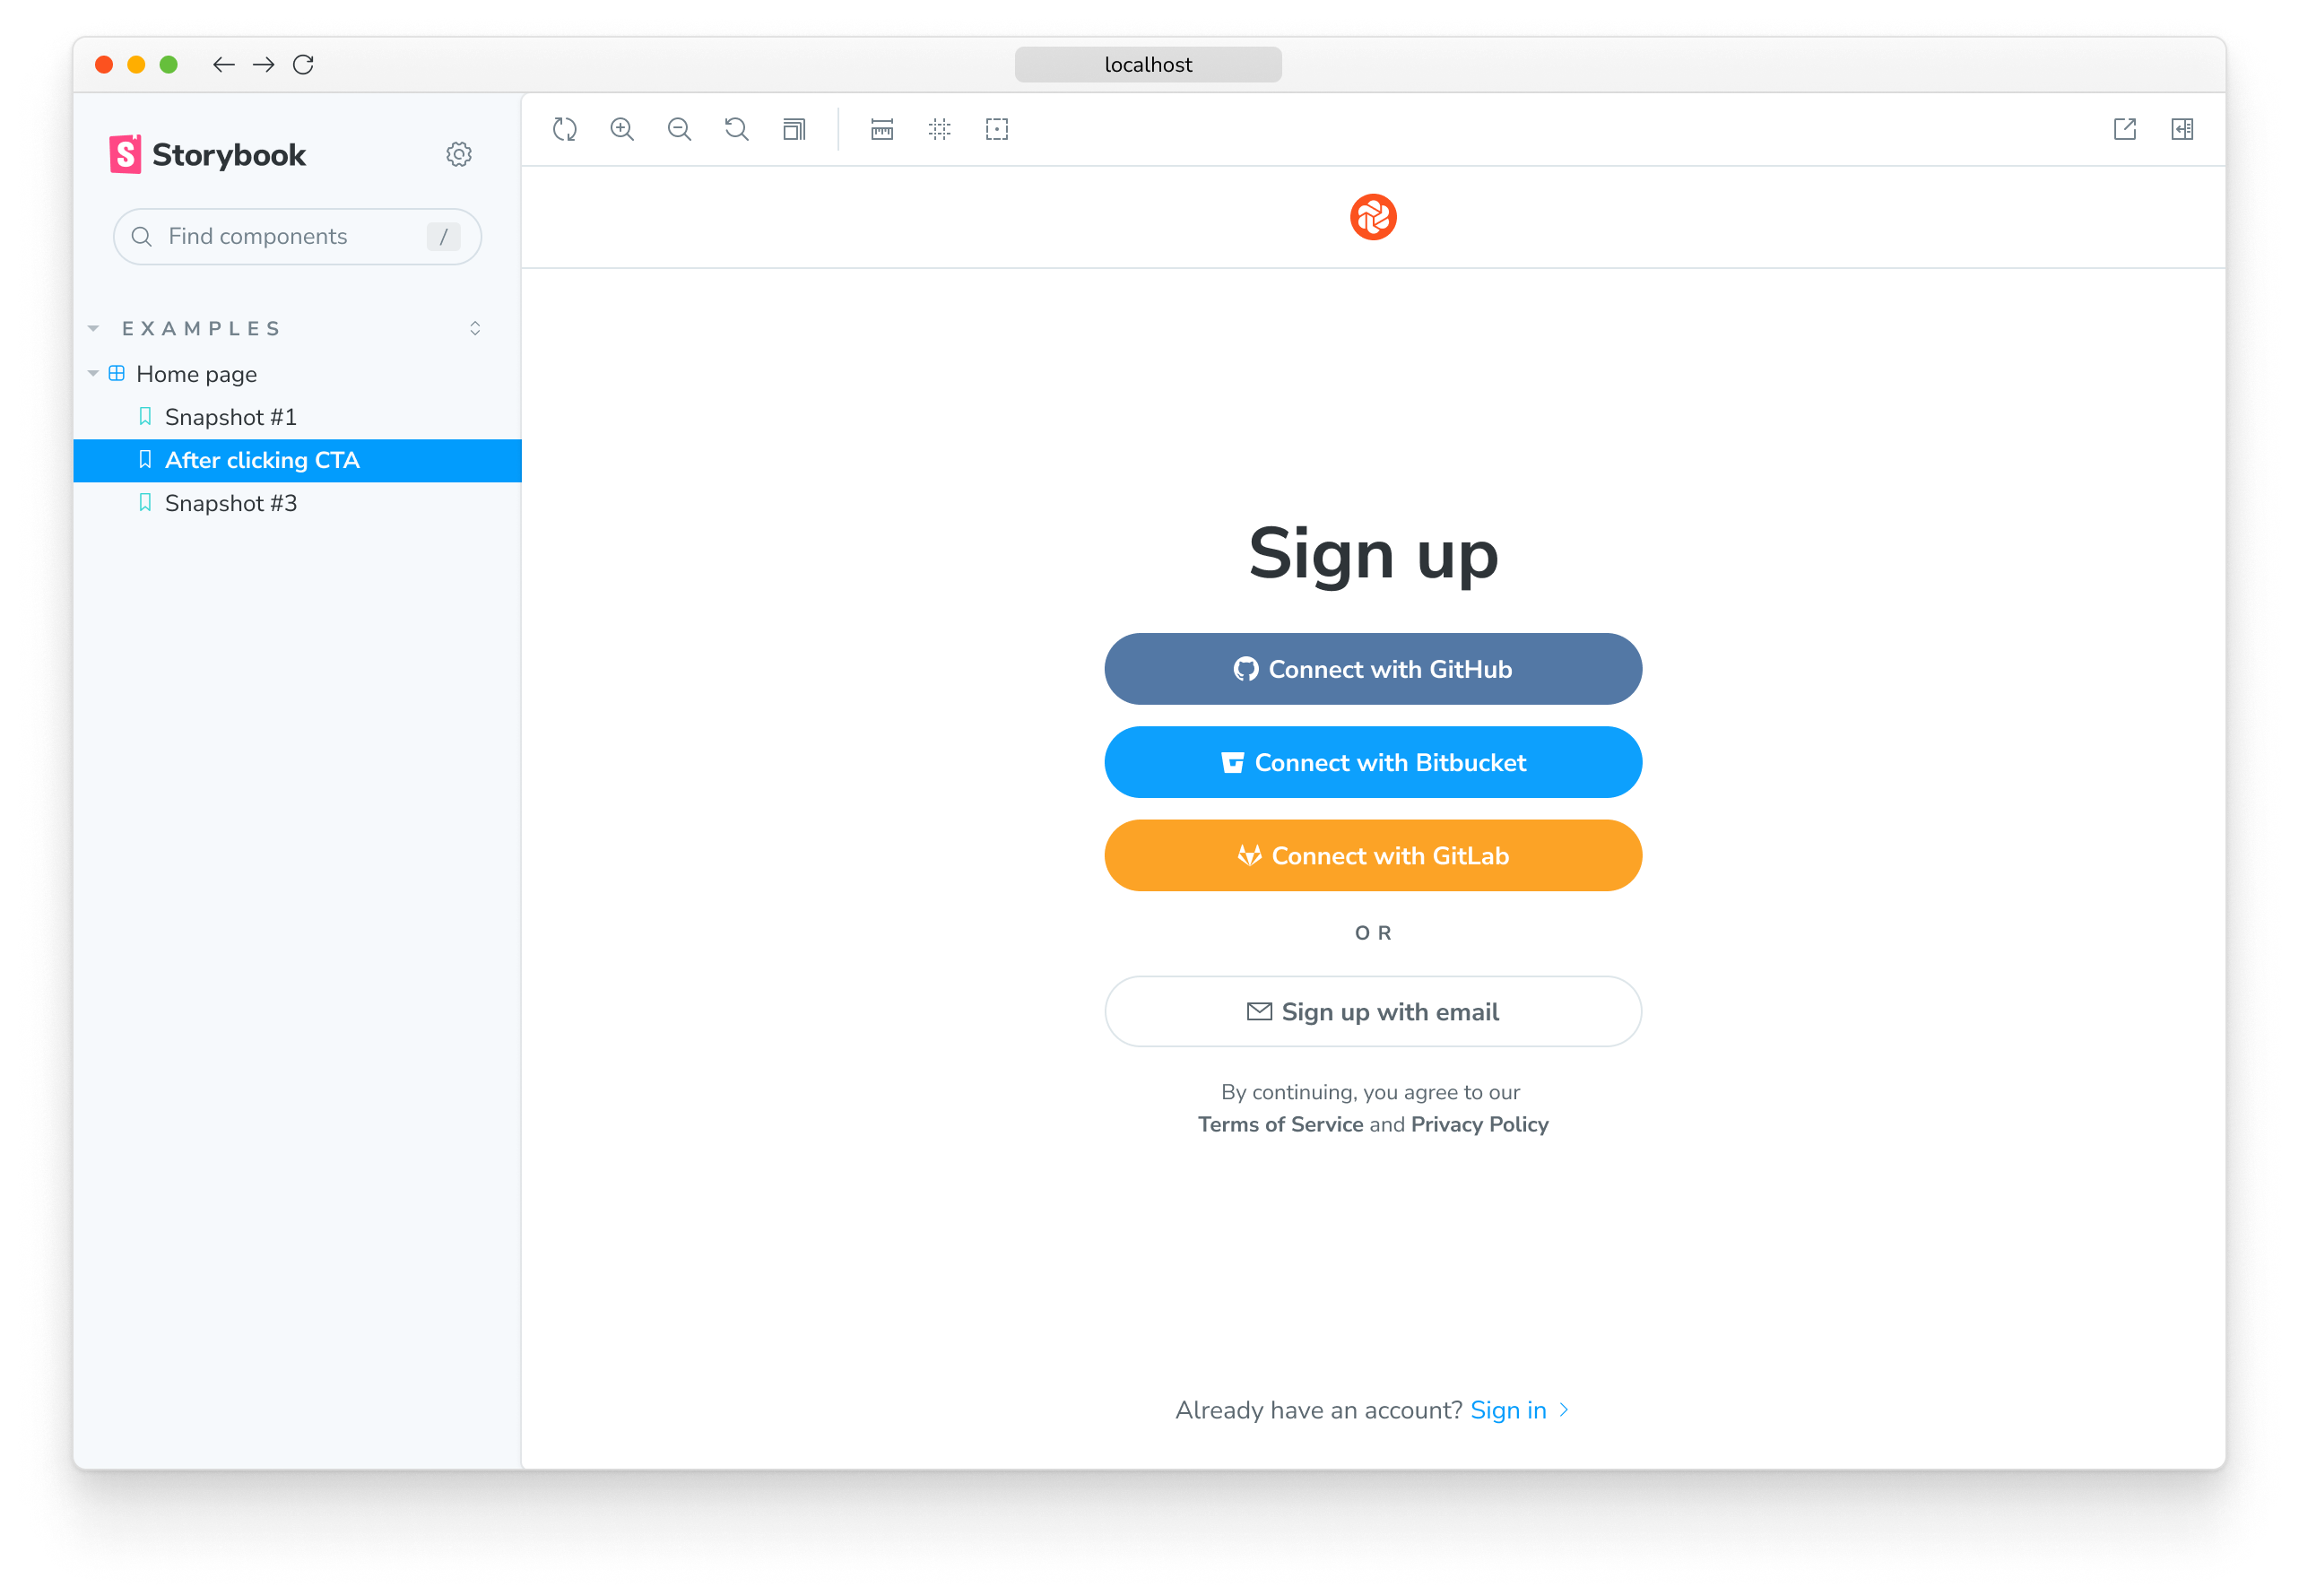 localhost
Storybook
Find components /
EXAMPLES
Home page
Snapshot #1
After clicking CTA
Snapshot #3
Sign up
Connect with GitHub
Connect with Bitbucket
Connect with GitLab
OR
Sign up with email
By continuing, you agree to our
Terms of Service and Privacy Policy
Already have an account? Sign in